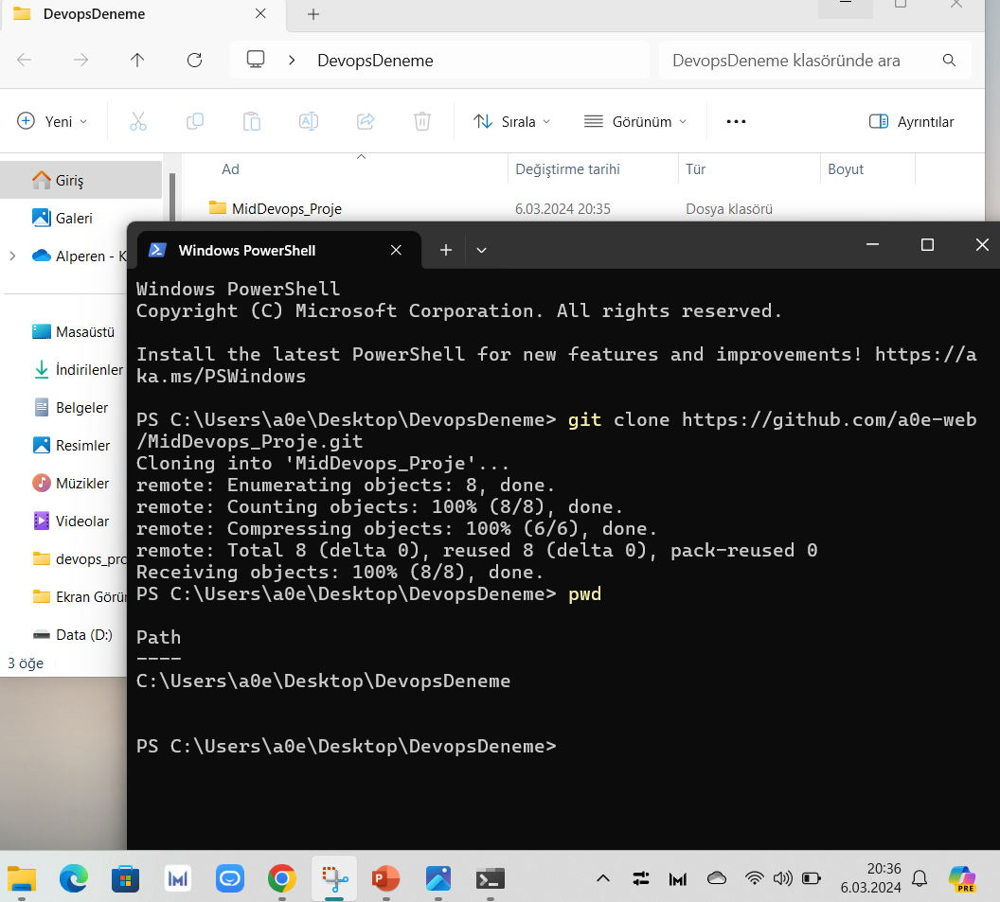 DevopsDeneme
DevopsDeneme
DevopsDeneme klasöründe ara
Yeni
Sırala
Görünüm
Ayrıntılar
Ad
Değiştirme tarihi
Tür
Boyut
MidDevops_Proje
6.03.2024 20:35
Dosya klasörü
Giriş
Galeri
Alperen - K
Masaüstü
İndirilenler
Belgeler
Resimler
Müzikler
Videolar
devops_pro
Ekran Görün
Data (D:)
3 öğe
Windows PowerShell
Windows PowerShell
Copyright (C) Microsoft Corporation. All rights reserved.
Install the latest PowerShell for new features and improvements! https://a
ka.ms/PSWindows
PS C:\Users\a0e\Desktop\DevopsDeneme> git clone https://github.com/a0e-web
/MidDevops_Proje.git
Cloning into 'MidDevops_Proje'...
remote: Enumerating objects: 8, done.
remote: Counting objects: 100% (8/8), done.
remote: Compressing objects: 100% (6/6), done.
remote: Total 8 (delta 0), reused 8 (delta 0), pack-reused 0
Receiving objects: 100% (8/8), done.
PS C:\Users\a0e\Desktop\DevopsDeneme> pwd
Path
----
C:\Users\a0e\Desktop\DevopsDeneme
PS C:\Users\a0e\Desktop\DevopsDeneme>
20:36
6.03.2024
PRE